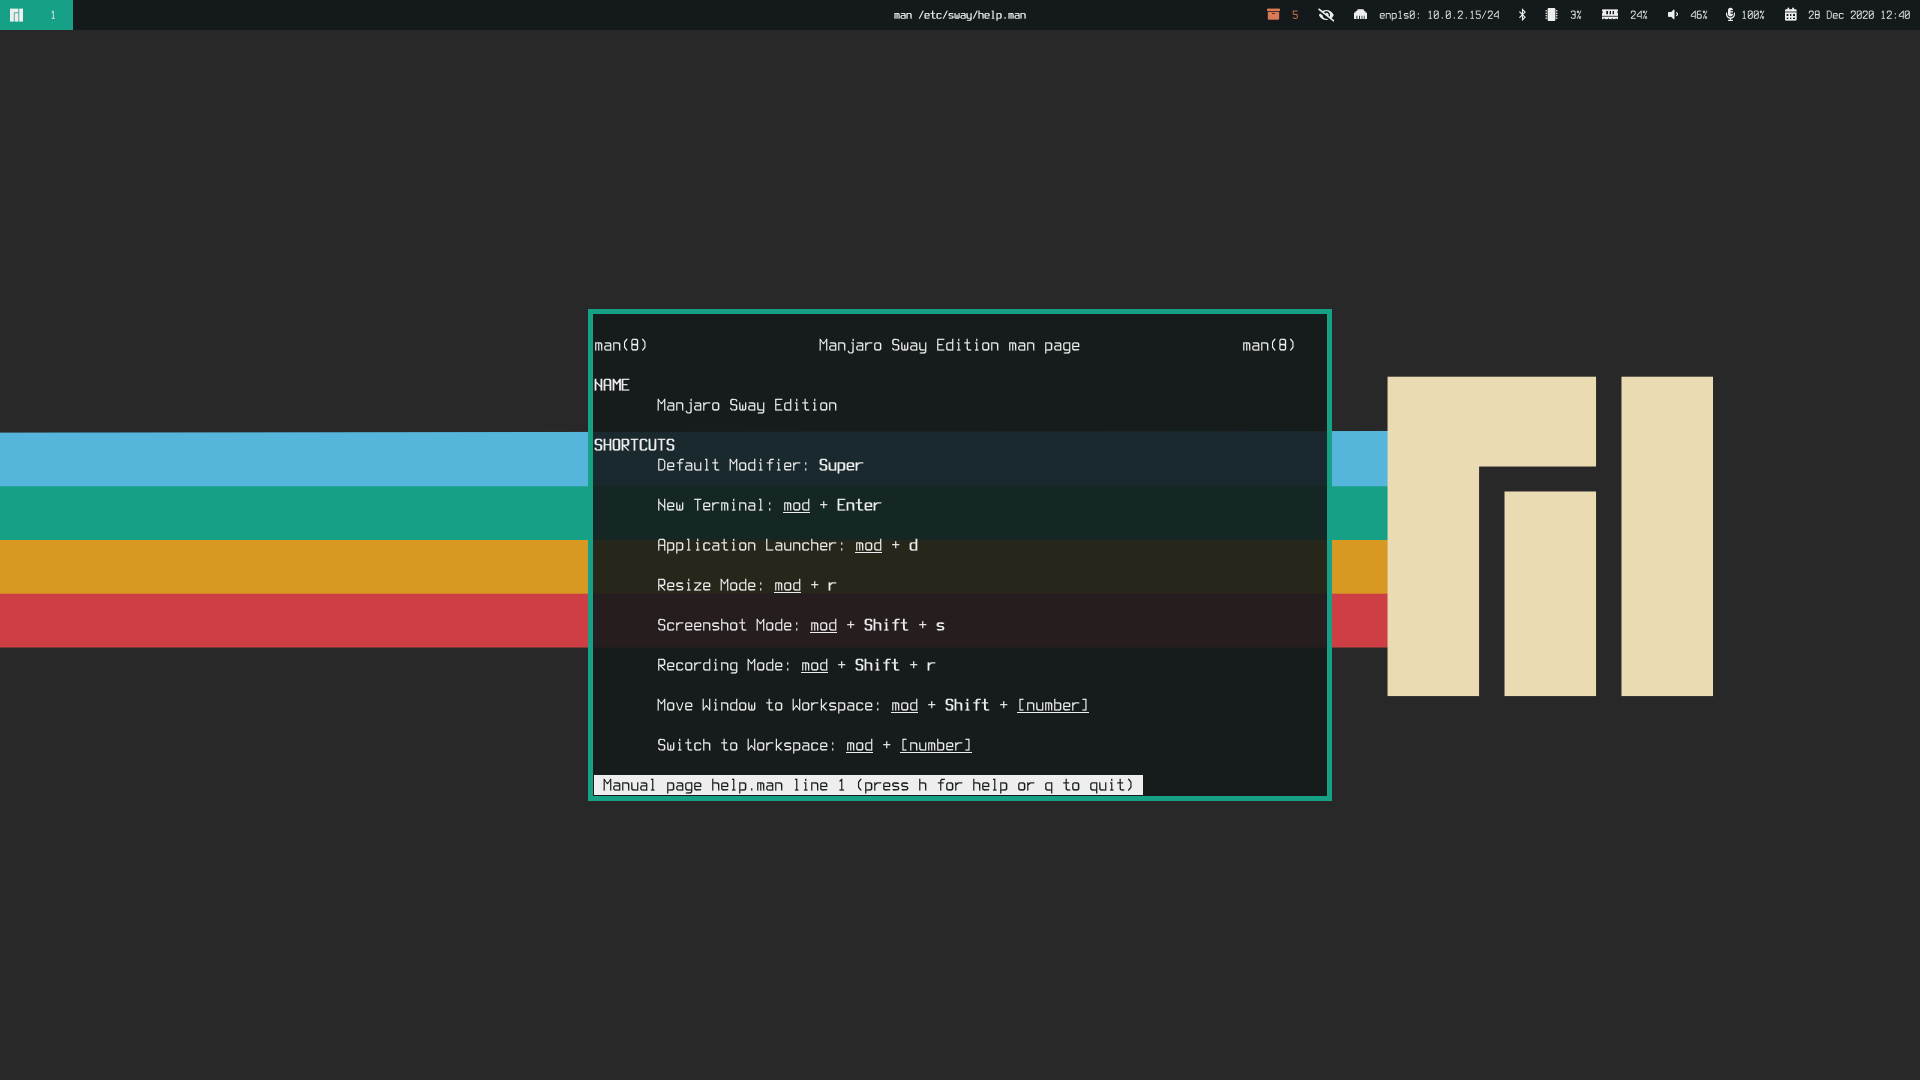 1 man /etc/sway/help.man 5 enp1s0: 10.0.2.15/24 3% 24% 46% 100% 28 Dec 2020 12:40
man(8) Manjaro Sway Edition man page man(8)
NAME
Manjaro Sway Edition
SHORTCUTS
Default Modifier: Super
New Terminal: mod + Enter
Application Launcher: mod + d
Resize Mode: mod + r
Screenshot Mode: mod + Shift + s
Recording Mode: mod + Shift + r
Move Window to Workspace: mod + Shift + [number]
Switch to Workspace: mod + [number]
Manual page help.man line 1 (press h for help or q to quit)